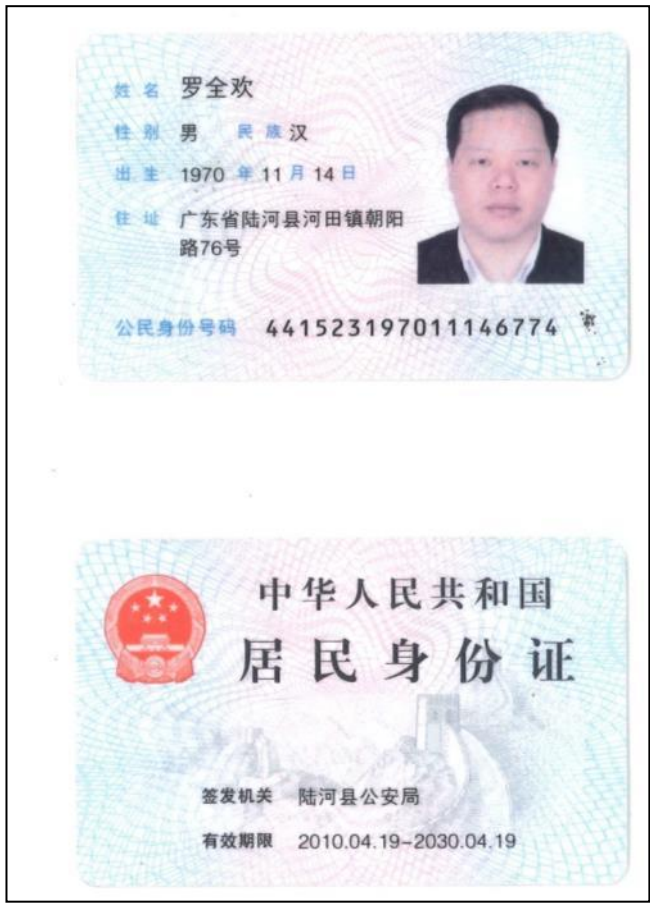 姓名 罗全欢
性别 男 民族 汉
出生 1970 年 11 月 14 日
住址 广东省陆河县河田镇朝阳
路76号
公民身份号码 441523197011146774
中华人民共和国
居民身份证
签发机关 陆河县公安局
有效期限 2010.04.19-2030.04.19